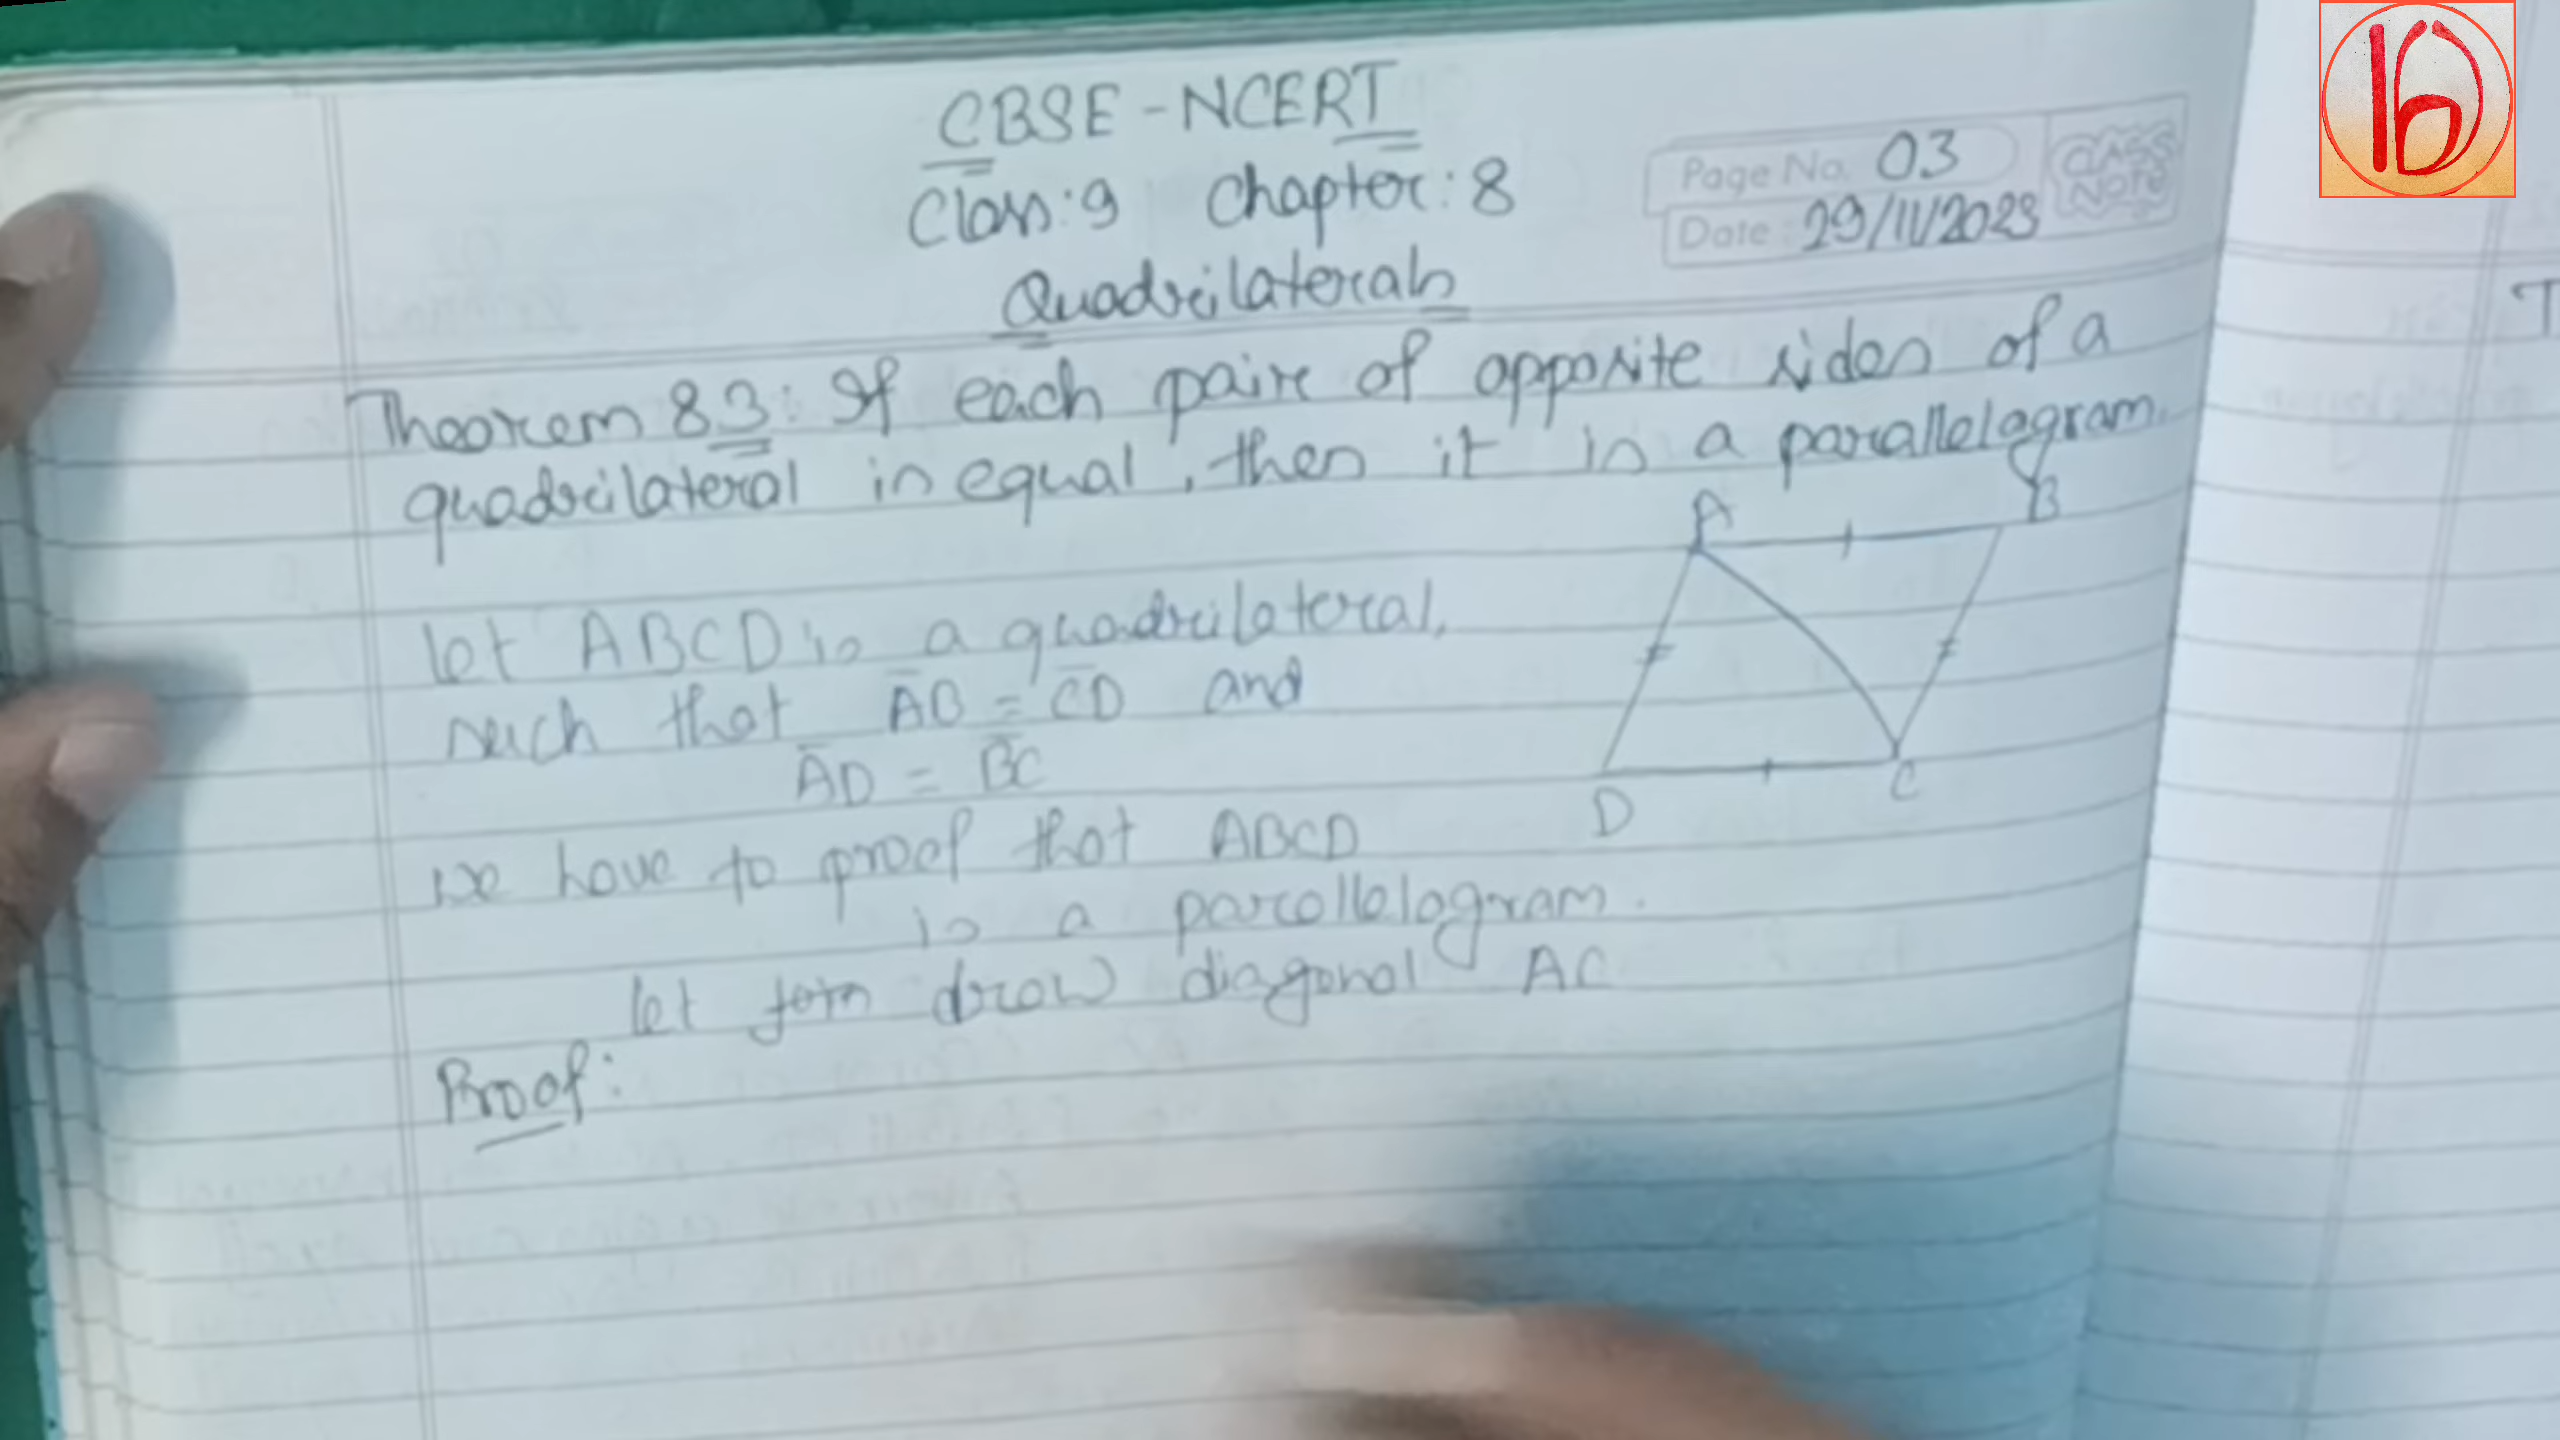 CBSE - NCERT
Class: 9 Chapter: 8
Page No. 03
CLASS NOTE
Date: 29/11/2023
Quadrilaterals
Theorem 8.3: If each pair of opposite sides of a
quadrilateral is equal, then it is a parallelogram.
A B
let ABCD is a quadrilateral,
such that AB = CD and
AD = BC
D C
we have to proof that ABCD
is a parallelogram.
let join draw diagonal AC
Proof: